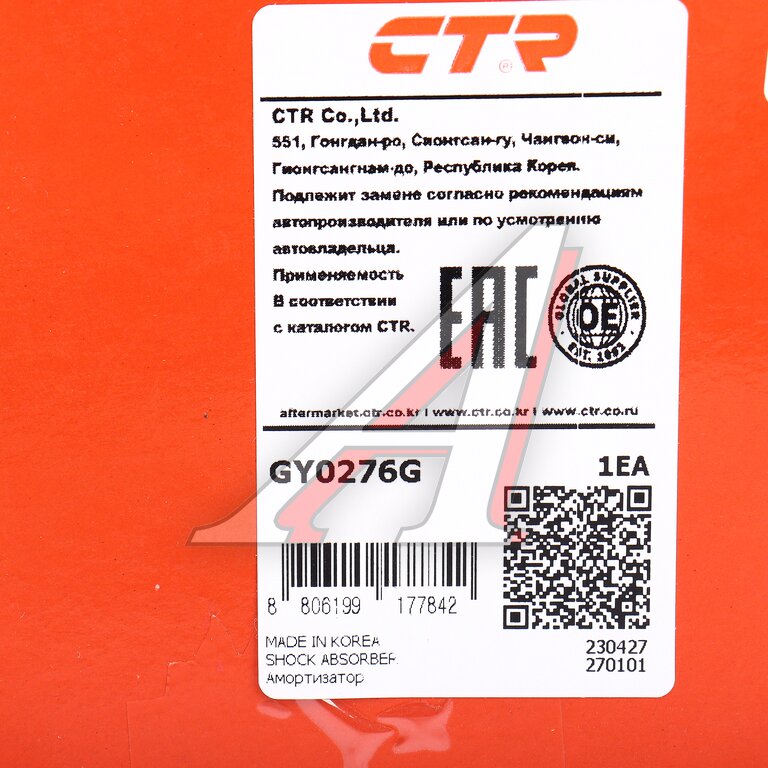 CTR
®
CTR Co.,Ltd.
551, Гонгдан-ро, Сионгсан-гу, Чангвон-си,
Гионгсангнам-до, Республика Корея.
Подлежит замене согласно рекомендациям
автопроизводителя или по усмотрению
автовладельца.
Применяемость
В соответствии
с каталогом CTR.
EAC
GLOBAL SUPPLIER
OE
EST. 1952
aftermarket.ctr.co.kr I www.ctr.co.kr I www.ctr.co.ru
GY0276G
1EA
8 806199 177842
MADE IN KOREA
SHOCK ABSORBER
Амортизатор
230427
270101